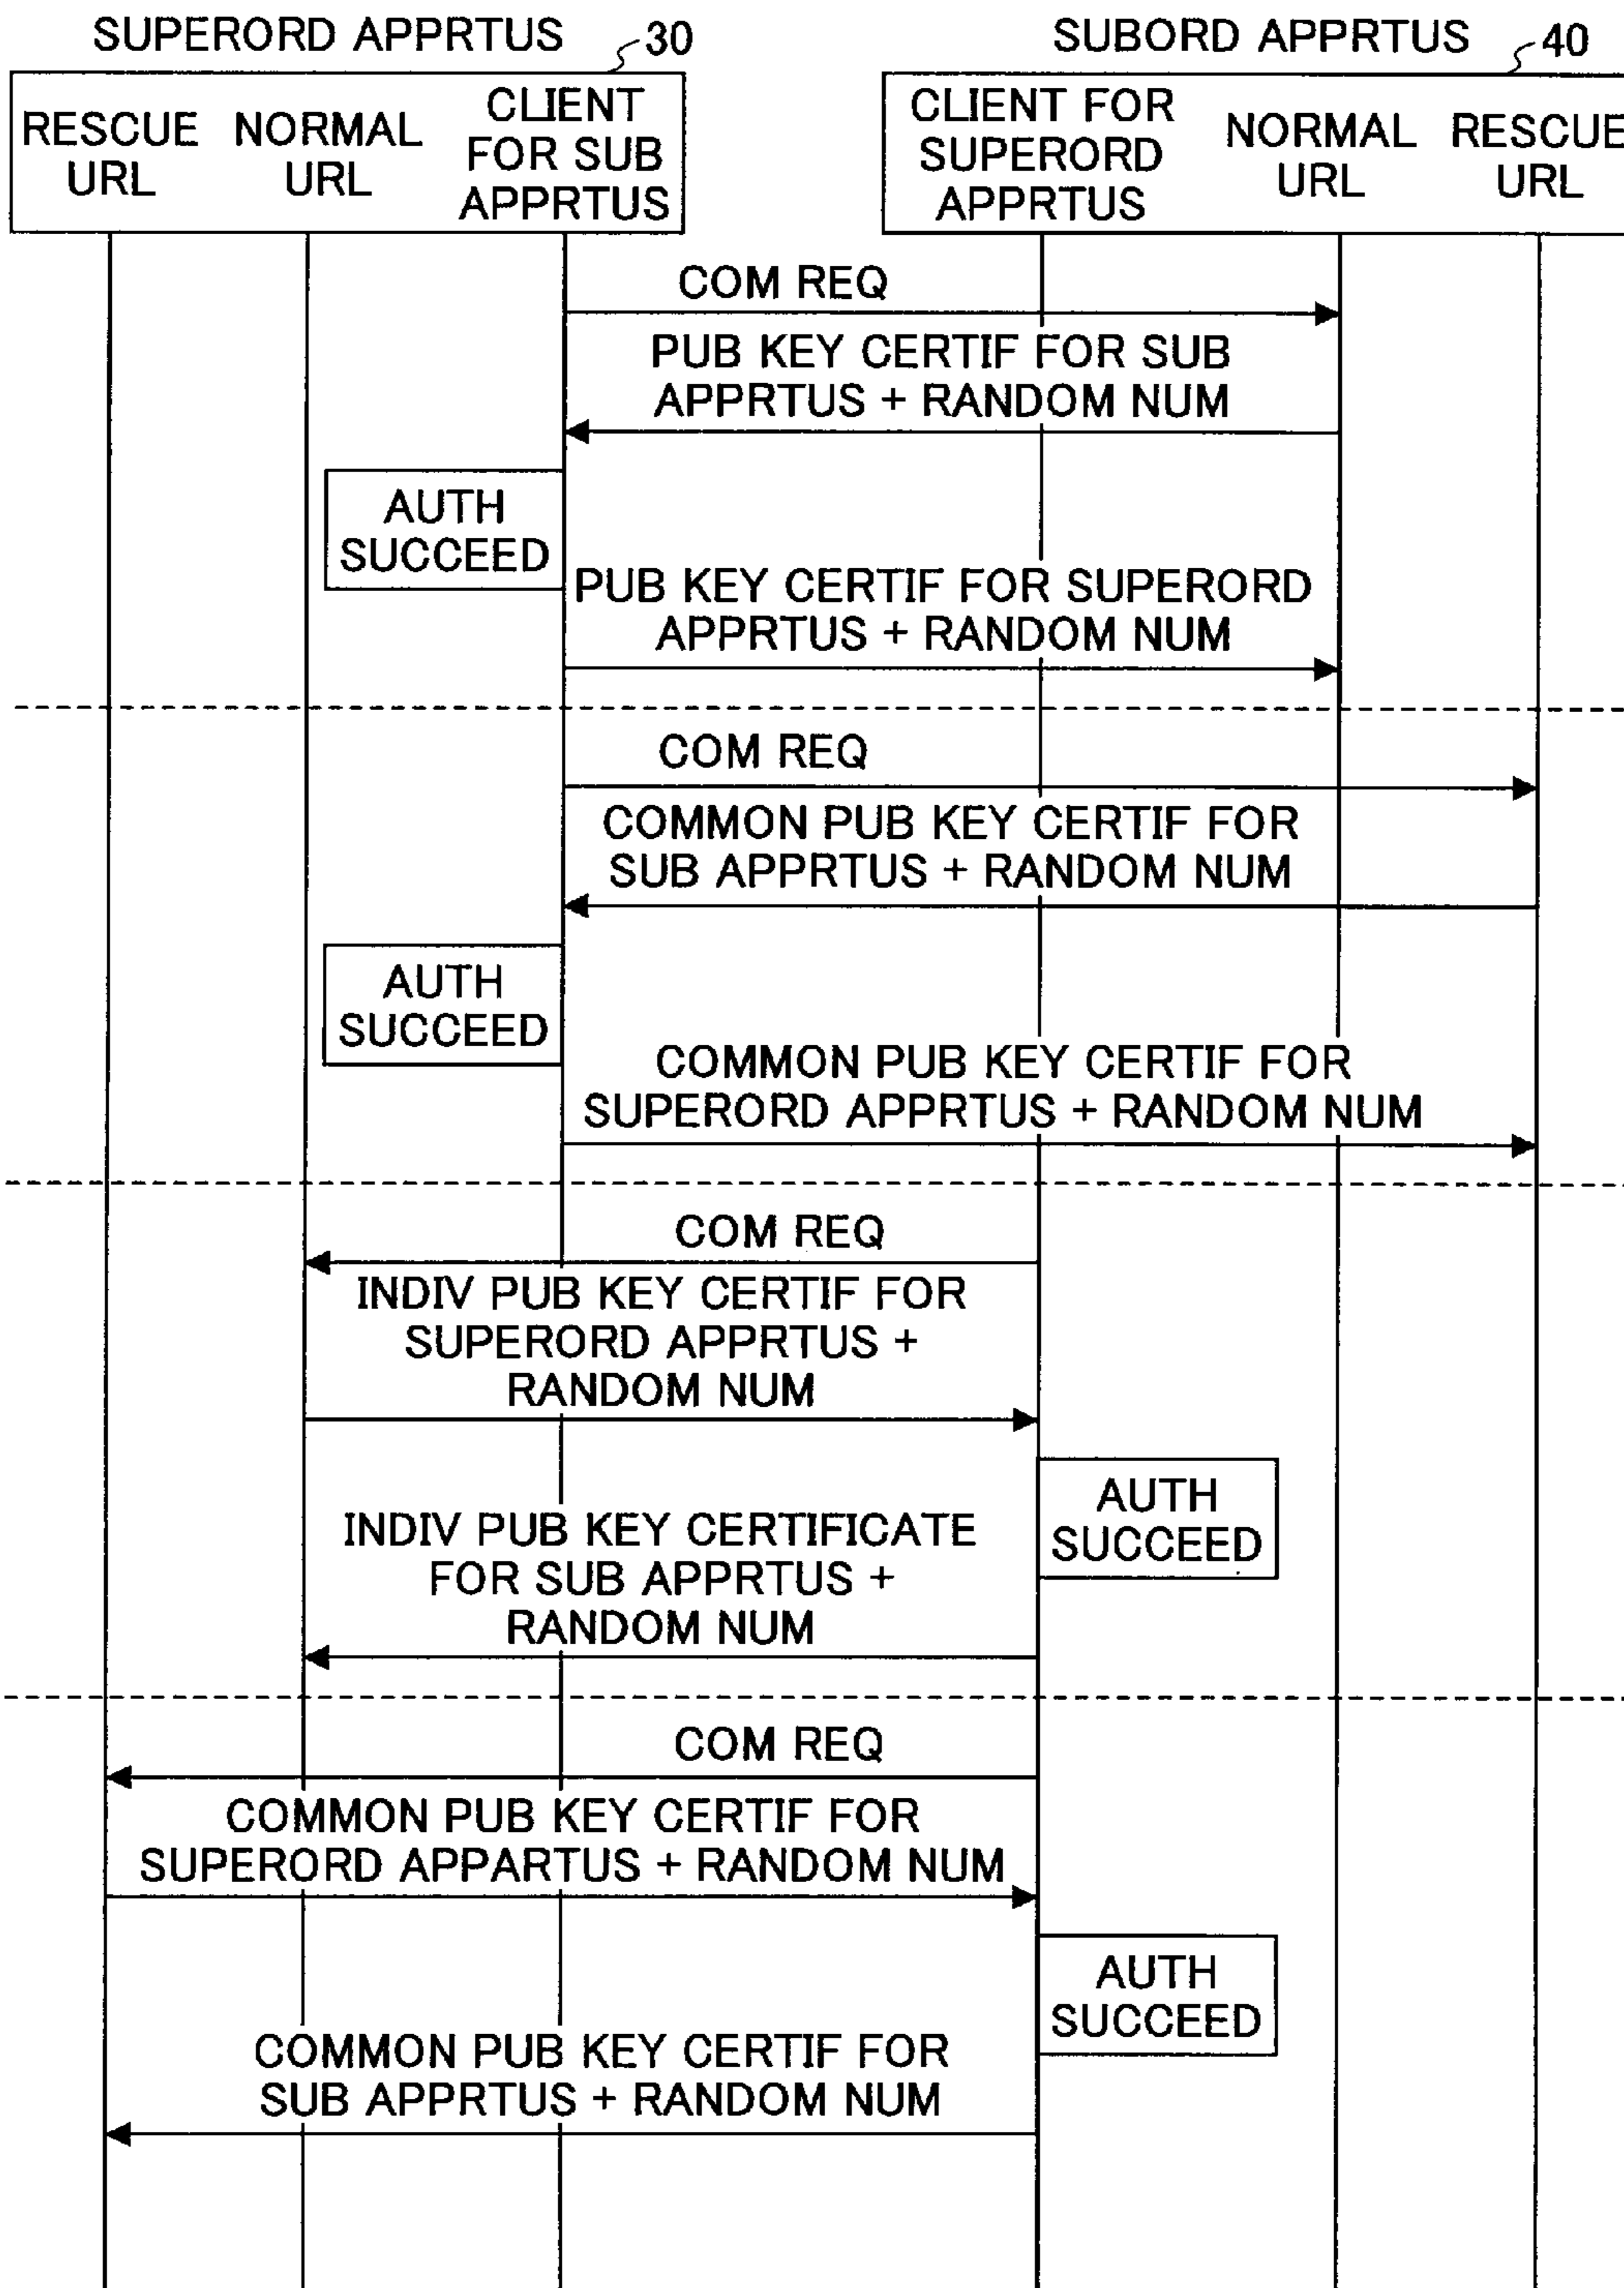 SUPERORD APPRTUS
30
SUBORD APPRTUS
40
RESCUE
URL
NORMAL
URL
CLIENT
FOR SUB
APPRTUS
CLIENT FOR
SUPERORD
APPRTUS
NORMAL
URL
RESCUE
URL
COM REQ
PUB KEY CERTIF FOR SUB
APPRTUS + RANDOM NUM
AUTH
SUCCEED
PUB KEY CERTIF FOR SUPERORD
APPRTUS + RANDOM NUM
COM REQ
COMMON PUB KEY CERTIF FOR
SUB APPRTUS + RANDOM NUM
AUTH
SUCCEED
COMMON PUB KEY CERTIF FOR
SUPERORD APPRTUS + RANDOM NUM
COM REQ
INDIV PUB KEY CERTIF FOR
SUPERORD APPRTUS +
RANDOM NUM
AUTH
SUCCEED
INDIV PUB KEY CERTIFICATE
FOR SUB APPRTUS +
RANDOM NUM
COM REQ
COMMON PUB KEY CERTIF FOR
SUPERORD APPARTUS + RANDOM NUM
AUTH
SUCCEED
COMMON PUB KEY CERTIF FOR
SUB APPRTUS + RANDOM NUM